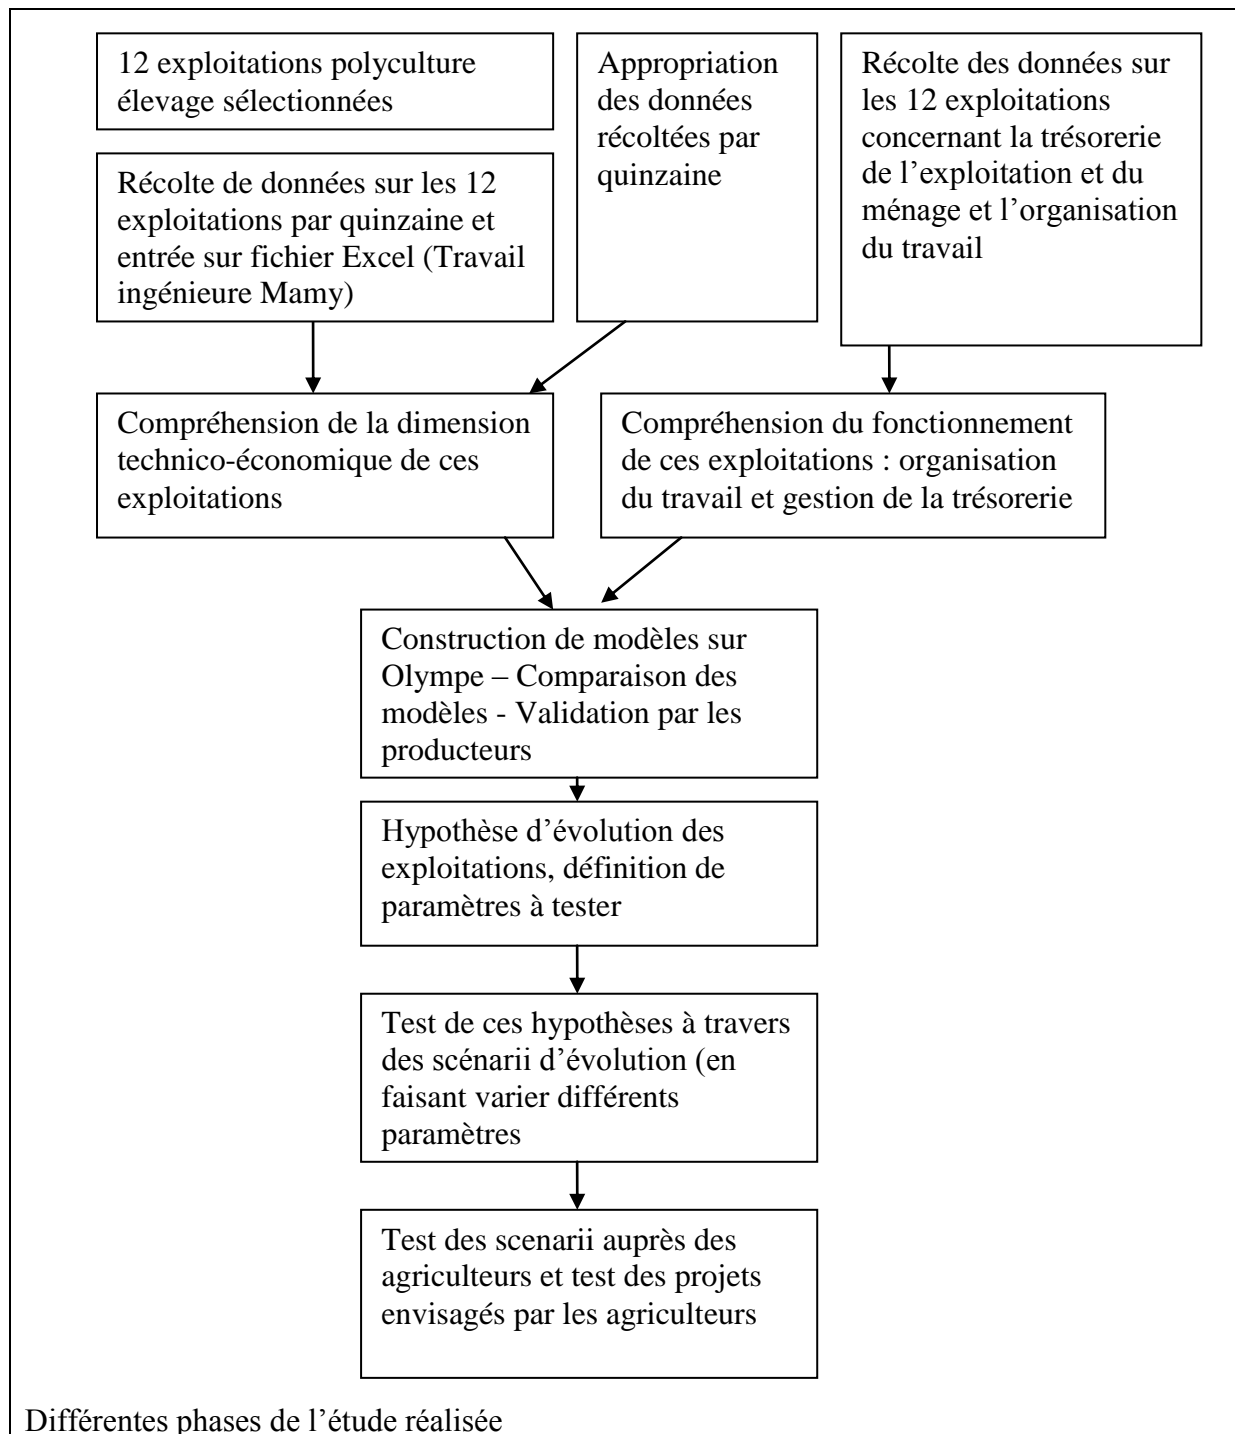 12 exploitations polyculture
élevage sélectionnées
Récolte de données sur les 12
exploitations par quinzaine et
entrée sur fichier Excel (Travail
ingénieure Mamy)
Appropriation
des données
récoltées par
quinzaine
Récolte des données sur
les 12 exploitations
concernant la trésorerie
de l’exploitation et du
ménage et l’organisation
du travail
Compréhension de la dimension
technico-économique de ces
exploitations
Compréhension du fonctionnement
de ces exploitations : organisation
du travail et gestion de la trésorerie
Construction de modèles sur
Olympe – Comparaison des
modèles - Validation par les
producteurs
Hypothèse d’évolution des
exploitations, définition de
paramètres à tester
Test de ces hypothèses à travers
des scénarii d’évolution (en
faisant varier différents
paramètres
Test des scenarii auprès des
agriculteurs et test des projets
envisagés par les agriculteurs
Différentes phases de l’étude réalisée